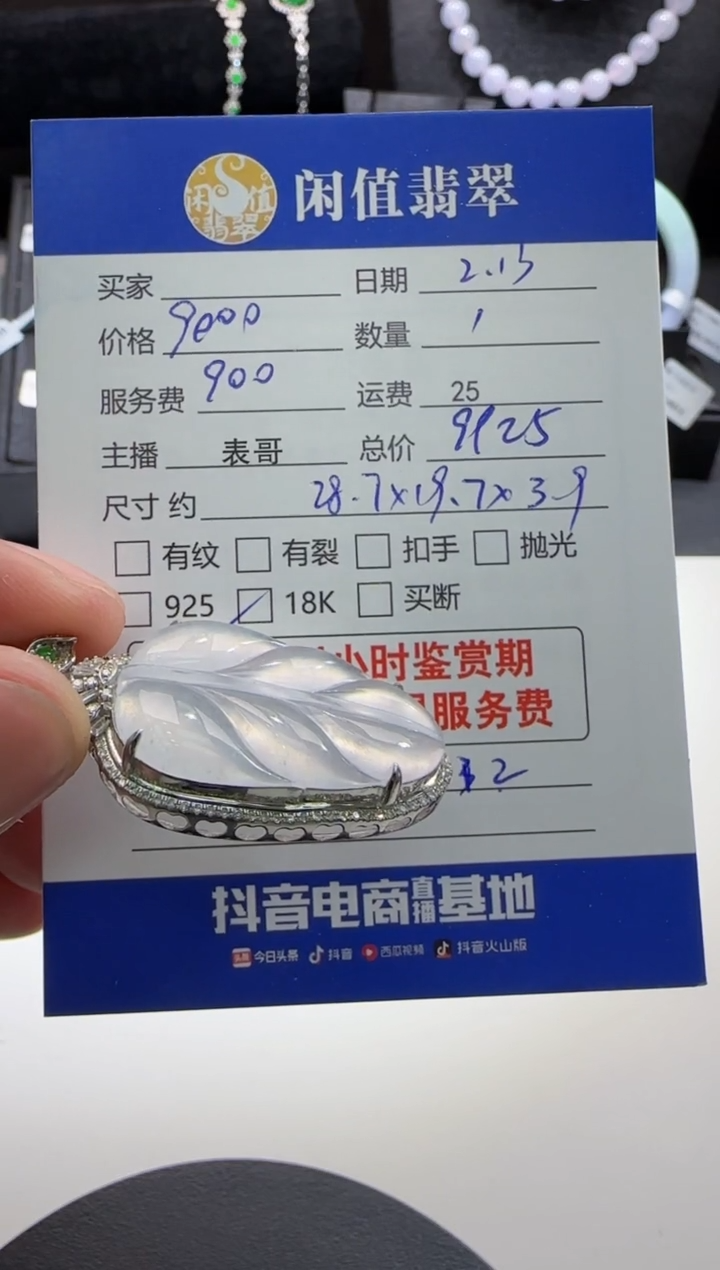 闲值翡翠
闲值翡翠
买家 日期 2.13
价格 9000 数量 1
服务费 900 运费 25
主播 表哥 总价 9925
尺寸 约 28.7x19.7x3.9
有纹 有裂 扣手 抛光
925 18K 买断
小时鉴赏期
服务费
2
抖音电商直播基地
头条 今日头条 抖音 西瓜视频 抖音火山版